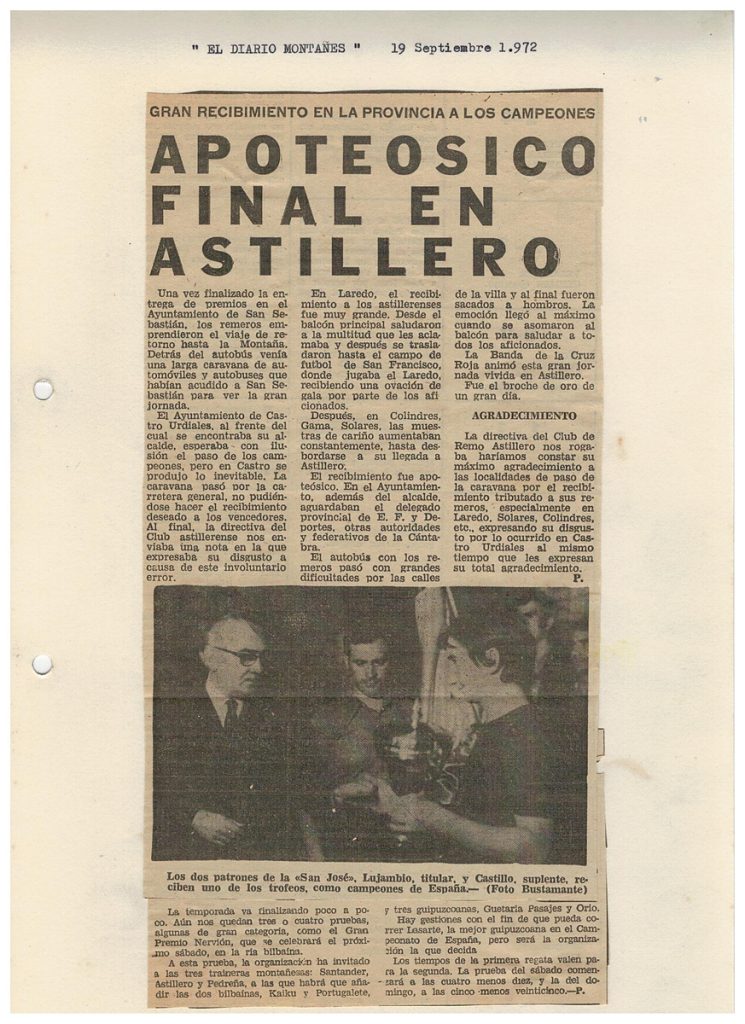 " EL DIARIO MONTAÑES "    19 Septiembre 1.972
GRAN RECIBIMIENTO EN LA PROVINCIA A LOS CAMPEONES
APOTEOSICO
FINAL EN
ASTILLERO
Una vez finalizado la en-
trega de premios en el
Ayuntamiento de San Se-
bastián, los remeros em-
prendieron el viaje de re-
torno hasta la Montaña.
Detrás del autobús venía
una larga caravana de au-
tomóviles y autobuses que
habían acudido a San Se-
bastián para ver la gran
jornada.
El Ayuntamiento de Cas-
tro Urdiales, al frente del
cual se encontraba su al-
calde, esperaba con ilu-
sión el paso de los cam-
peones, pero en Castro se
produjo lo inevitable. La
caravana pasó por la ca-
rretera general, no pudién-
dose hacer el recibimiento
deseado a los vencedores.
Al final, la directiva del
Club astillerense nos en-
viaba una nota en la que
expresaba su disgusto a
causa de este involuntario
error.
En Laredo, el recibi-
miento a los astillerenses
fue muy grande. Desde el
balcón principal saludaron
a la multitud que les acla-
maba y después se trasla-
daron hasta el campo de
futbol de San Francisco,
donde jugaba el Laredo,
recibiendo una ovación de
gala por parte de los afi
cionados.
Después, en Colindres,
Gama, Solares, las mues-
tras de cariño aumentaban
constantemente, hasta des-
bordarse a su llegada a
Astillero.
El recibimiento fue apo-
teósico. En el Ayuntamien-
to, además del alcalde,
aguardaban el delegado
provincial de E. F. y De-
portes, otras autoridades
y federativos de la Cánta-
bra.
El autobús con los re-
meros pasó con grandes
dificultades por las calles
de la villa y al final fueron
sacados a hombros. La
emoción llegó al máximo
cuando se asomaron al
balcón para saludar a to-
dos los aficionados.
La Banda de la Cruz
Roja animó esta gran jor-
nada vivida en Astillero.
Fue el broche de oro de
un gran día.
AGRADECIMIENTO
La directiva del Club de
Remo Astillero nos roga-
ba haríamos constar su
máximo agradecimiento a
las localidades de paso de
la caravana por el recibi-
miento tributado a sus re-
meros, especialmente en
Laredo, Solares, Colindres,
etc., expresando su disgus-
to por lo ocurrido en Cas-
tro Urdiales al mismo
tiempo que les expresan
su total agradecimiento.
P.
Los dos patrones de la «San José», Lujambio, titular, y Castillo, suplente, re-
ciben uno de los trofeos, como campeones de España.— (Foto Bustamante)
La temporada va finalizando poco a po-
co. Aún nos quedan tres o cuatro pruebas,
algunas de gran categoría, como el Gran
Premio Nervión, que se celebrará el próxi-
mo sábado, en la ría bilbaína.
A esta prueba, la organización ha invitado
a las tres traineras montañesas: Santander,
Astillero y Pedreña, a las que habrá que aña-
dir las dos bilbaínas, Kaiku y Portugalete,
y tres guipuzcoanas, Guetaria Pasajes y Orio.
Hay gestiones con el fin de que pueda co-
rrer Lasarte, la mejor guipuzcoana en el Cam-
peonato de España, pero será la organiza-
ción la que decida
Los tiempos de la primera regata valen pa-
ra la segunda. La prueba del sábado comen-
zará a las cuatro menos diez, y la del do-
mingo, a las cinco menos veinticinco.—P.